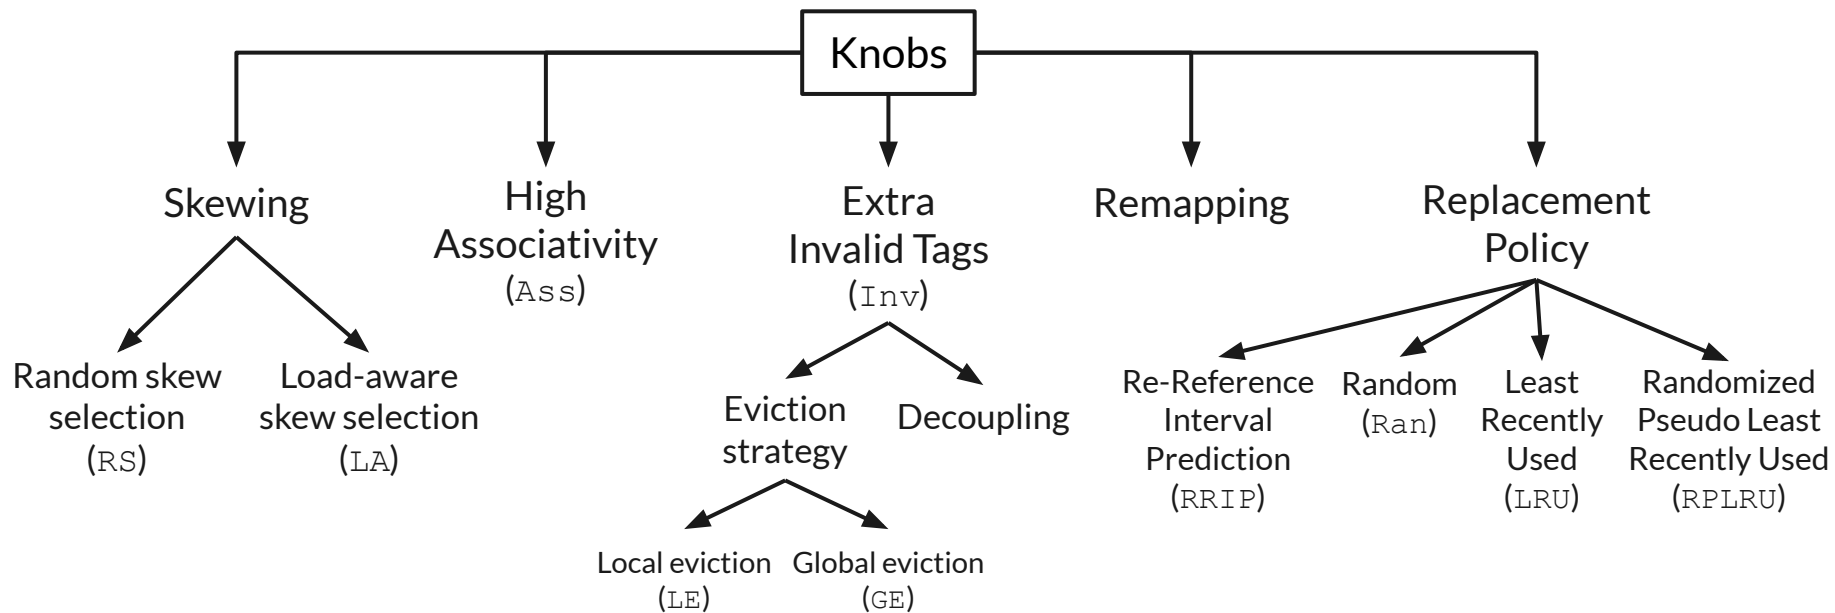 Knobs
Skewing
High
Associativity
(Ass)
Extra
Invalid Tags
(Inv)
Remapping
Replacement
Policy
Random skew
selection
(RS)
Load-aware
skew selection
(LA)
Eviction
strategy
Decoupling
Re-Reference
Interval
Prediction
(RRIP)
Random
(Ran)
Least
Recently
Used
(LRU)
Randomized
Pseudo Least
Recently Used
(RPLRU)
Local eviction
(LE)
Global eviction
(GE)